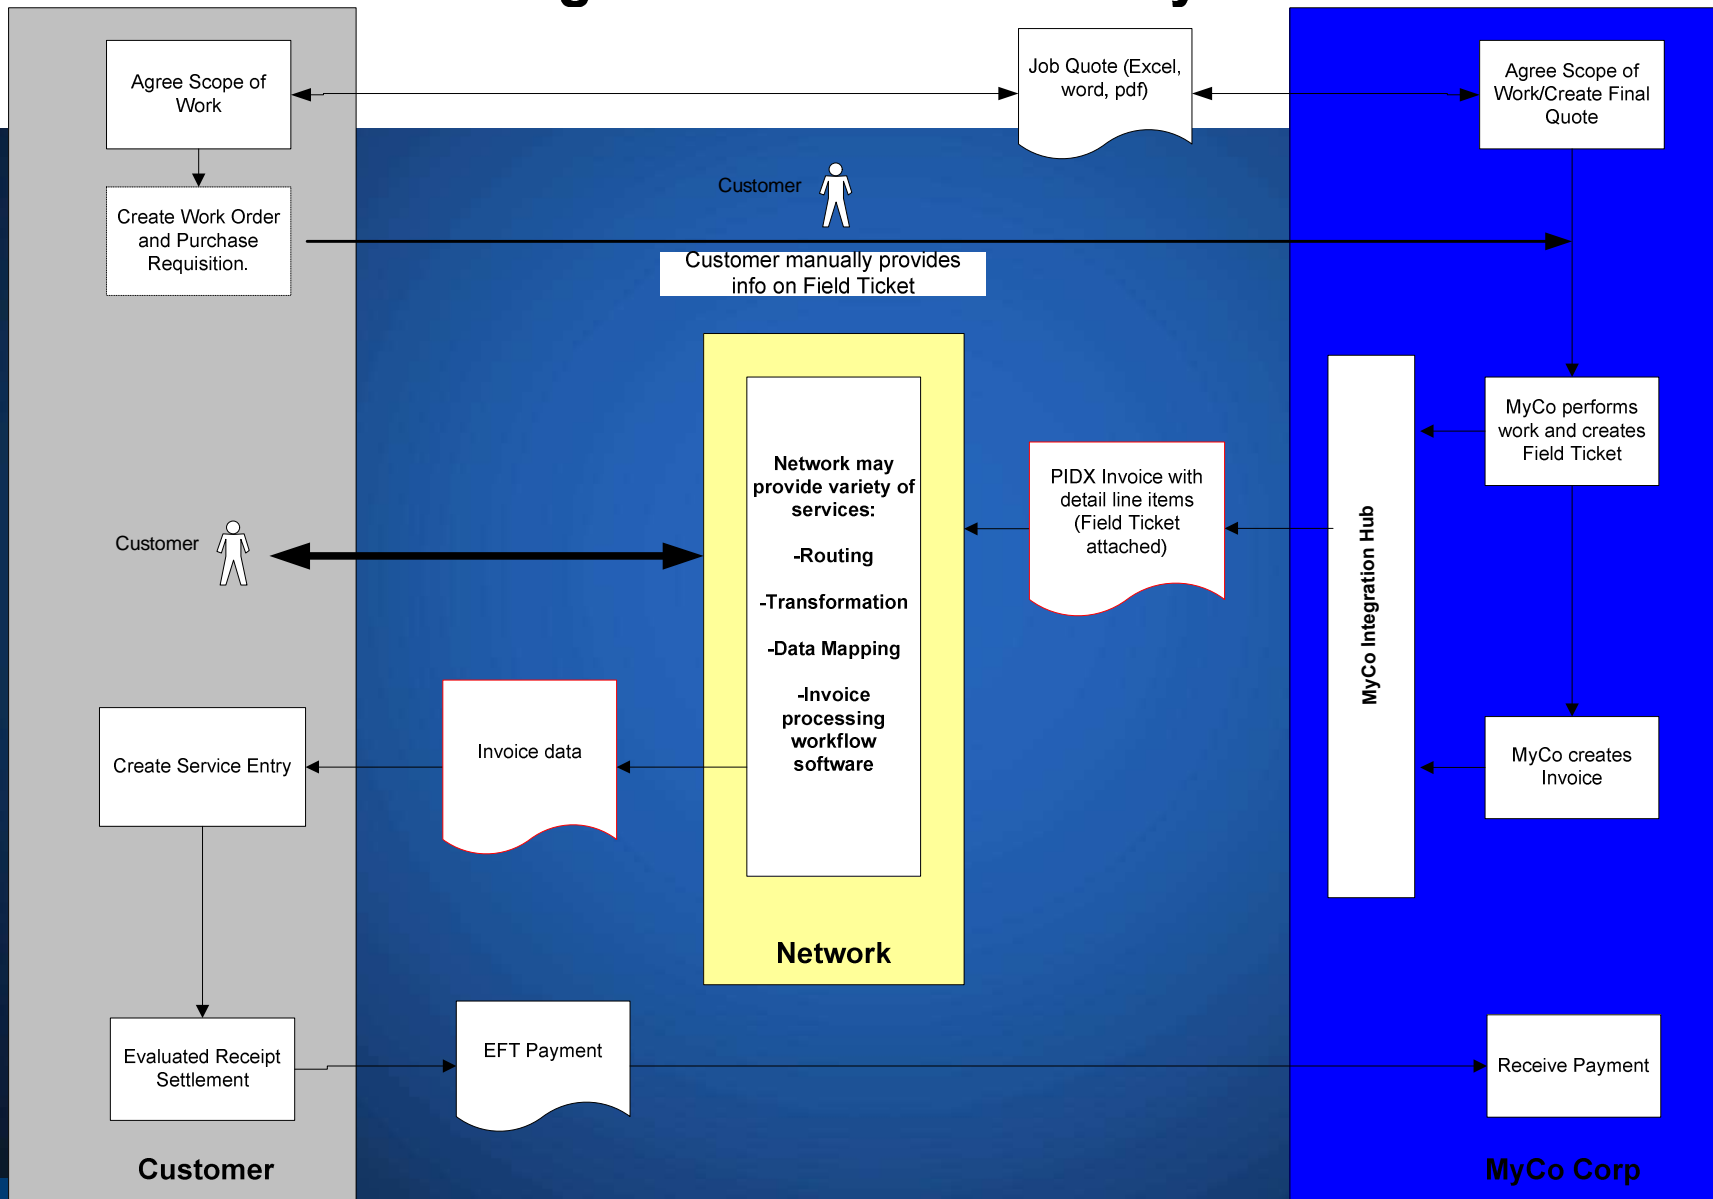 Agree Scope of
Work
Job Quote (Excel,
word, pdf)
Agree Scope of
Work/Create Final
Quote
Customer
Create Work Order
and Purchase
Requisition.
Customer manually provides
info on Field Ticket
MyCo performs
work and creates
Field Ticket
Network may
provide variety of
services:
-Routing
-Transformation
-Data Mapping
-Invoice
processing
workflow
software
PIDX Invoice with
detail line items
(Field Ticket
attached)
MyCo Integration Hub
Customer
Create Service Entry
Invoice data
MyCo creates
Invoice
Network
Evaluated Receipt
Settlement
EFT Payment
Receive Payment
Customer
MyCo Corp